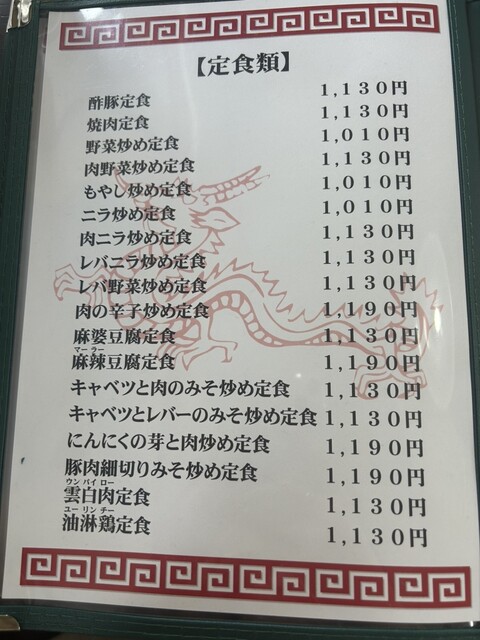 【定食類】
酢豚定食 1,130円
焼肉定食 1,130円
野菜炒め定食 1,010円
肉野菜炒め定食 1,130円
もやし炒め定食 1,010円
ニラ炒め定食 1,010円
肉ニラ炒め定食 1,130円
レバニラ炒め定食 1,130円
レバ野菜炒め定食 1,130円
肉の辛子炒め定食 1,190円
麻婆豆腐定食 1,130円
マーラー
麻辣豆腐定食 1,190円
キャベツと肉のみそ炒め定食 1,130円
キャベツとレバーのみそ炒め定食 1,130円
にんにくの芽と肉炒め定食 1,190円
豚肉細切りみそ炒め定食 1,190円
ウンパイロー
雲白肉定食 1,130円
ユーリンチー
油淋鶏定食 1,130円